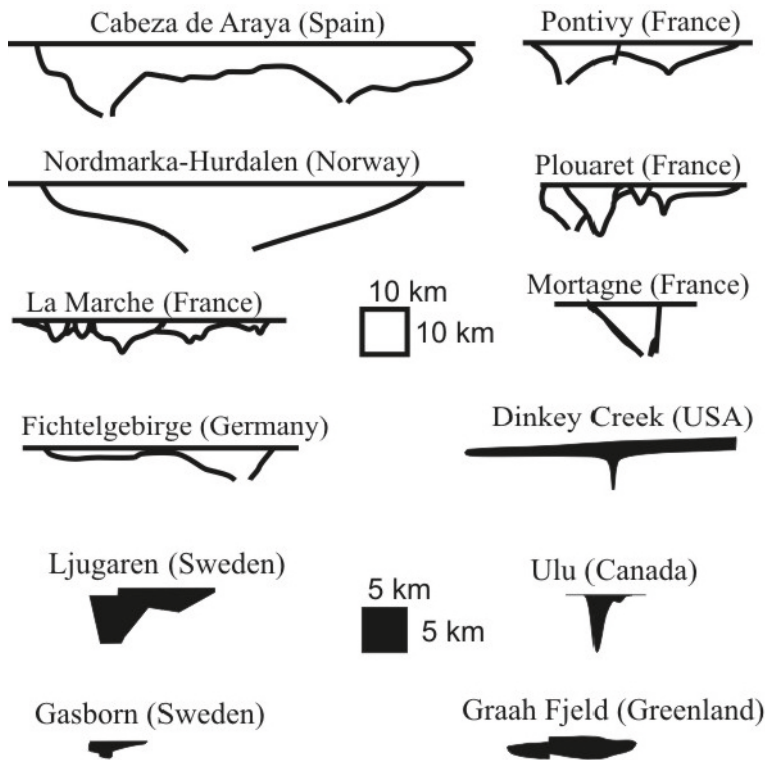 Cabeza de Araya (Spain)
Pontivy (France)
Nordmarka-Hurdalen (Norway)
Plouaret (France)
La Marche (France)
10 km
10 km
Mortagne (France)
Fichtelgebirge (Germany)
Dinkey Creek (USA)
Ljugaren (Sweden)
5 km
5 km
Ulu (Canada)
Gasborn (Sweden)
Graah Fjeld (Greenland)